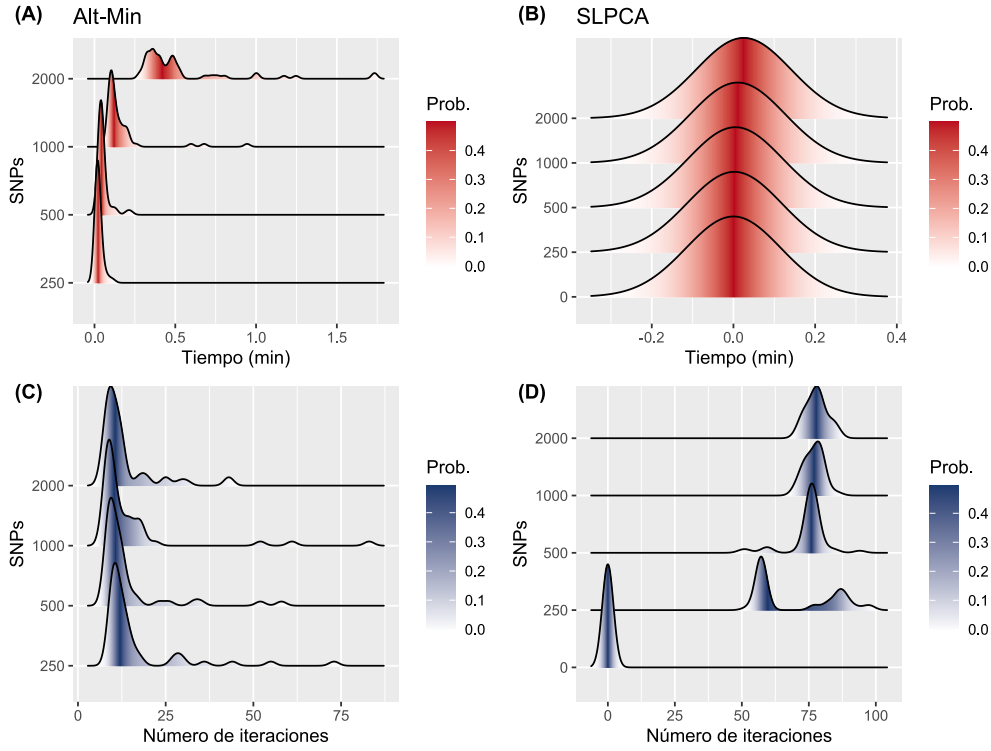 (A) Alt-Min
SNPs
2000
1000
500
250
0.0 0.5 1.0 1.5
Tiempo (min)
Prob.
0.4
0.3
0.2
0.1
0.0
(B) SLPCA
SNPs
2000
1000
500
250
0
-0.2 0.0 0.2 0.4
Tiempo (min)
Prob.
0.4
0.3
0.2
0.1
0.0
(C)
SNPs
2000
1000
500
250
0 25 50 75
Número de iteraciones
Prob.
0.4
0.3
0.2
0.1
0.0
(D)
SNPs
2000
1000
500
250
0
0 25 50 75 100
Número de iteraciones
Prob.
0.4
0.3
0.2
0.1
0.0